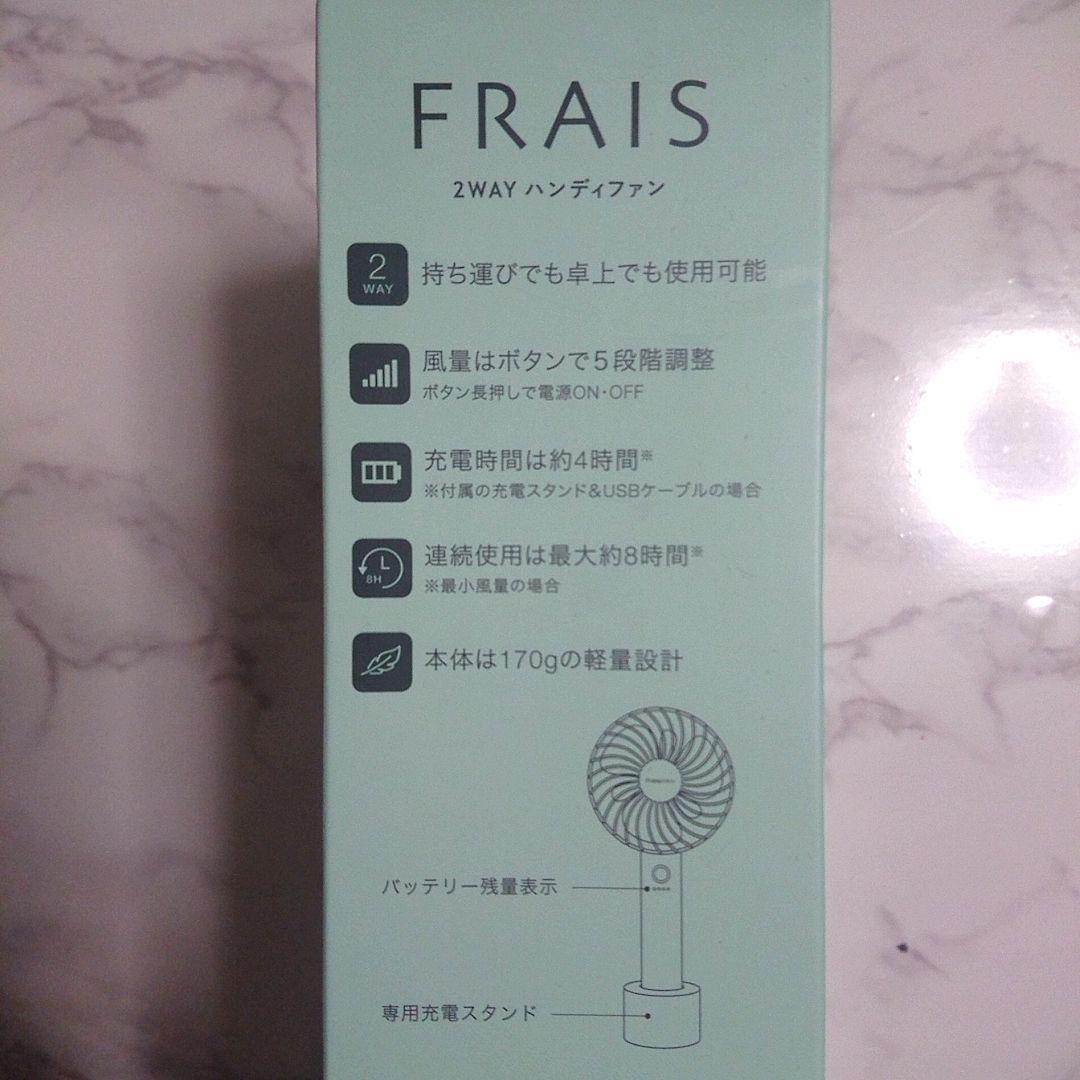 FRAIS
2WAY ハンディファン
2
WAY
持ち運びでも卓上でも使用可能
風量はボタンで5段階調整
ボタン長押しで電源ON・OFF
充電時間は約4時間※
※付属の充電スタンド&USBケーブルの場合
8H
連続使用は最大約8時間※
※最小風量の場合
本体は170gの軽量設計
バッテリー残量表示
専用充電スタンド